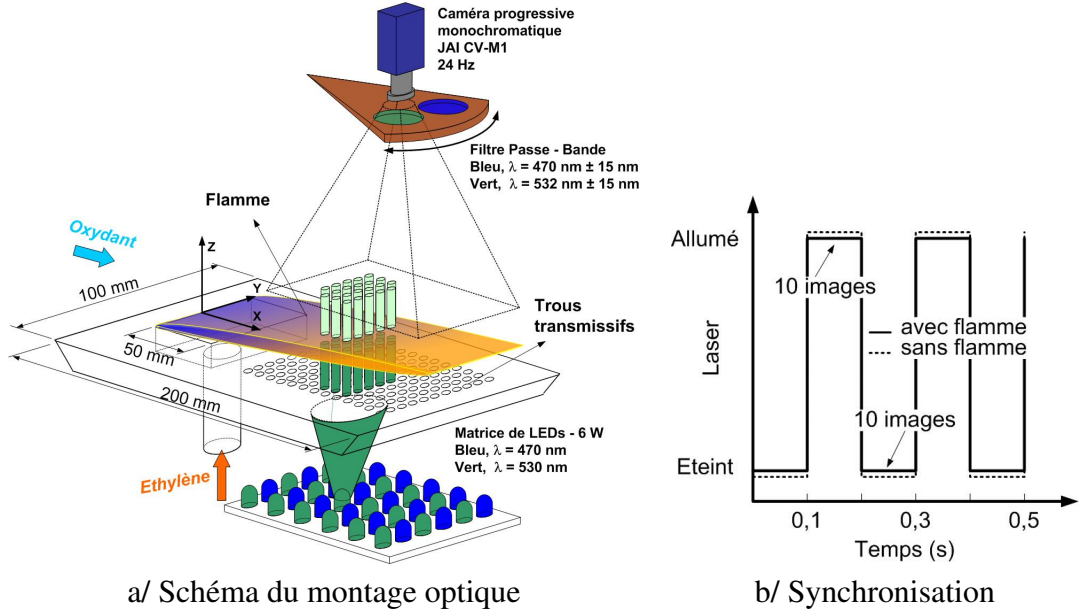 Caméra progressive
monochromatique
JAI CV-M1
24 Hz
Filtre Passe - Bande
Bleu, λ = 470 nm ± 15 nm
Vert, λ = 532 nm ± 15 nm
Flamme
Oxydant
Z
100 mm
Y
X
Trous
transmissifs
50 mm
200 mm
Matrice de LEDs - 6 W
Bleu, λ = 470 nm
Vert, λ = 530 nm
Ethylène
a/ Schéma du montage optique
Allumé
10 images
avec flamme
sans flamme
Laser
10 images
Eteint
0,1
0,3
0,5
Temps (s)
b/ Synchronisation